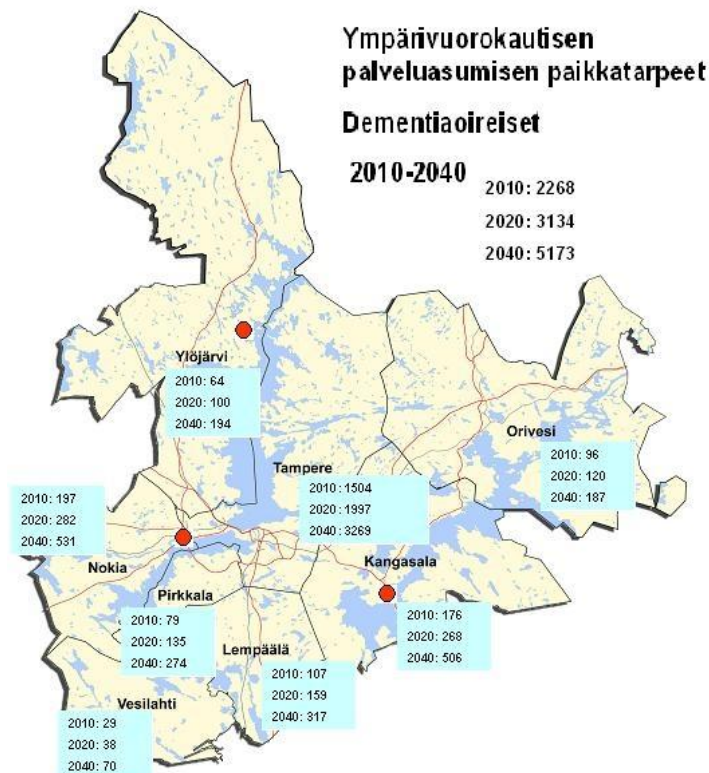 Ympärivuorokautisen
palveluasumisen paikkatarpeet
Dementiaoireiset
2010-2040
2010: 2268
2020: 3134
2040: 5173
Ylöjärvi
2010: 64
2020: 100
2040: 194
Orivesi
2010: 96
2020: 120
2040: 187
Tampere
2010: 1504
2020: 1997
2040: 3269
2010: 197
2020: 282
2040: 531
Nokia
Kangasala
2010: 176
2020: 268
2040: 506
Pirkkala
2010: 79
2020: 135
2040: 274
Lempäälä
2010: 107
2020: 159
2040: 317
Vesilahti
2010: 29
2020: 38
2040: 70